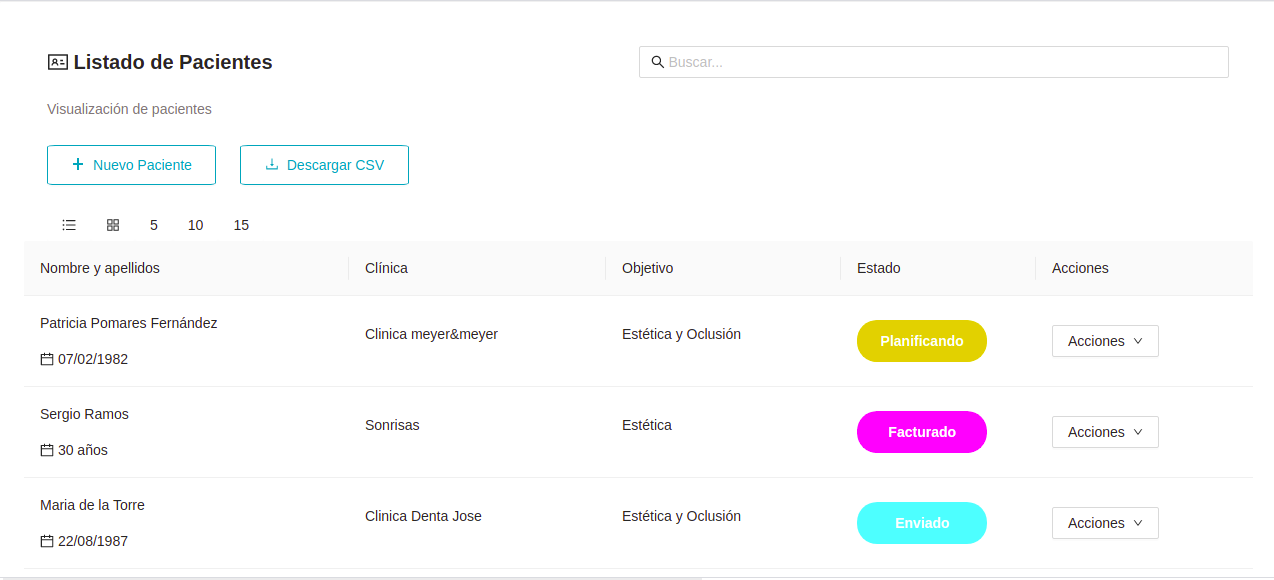 Listado de Pacientes
Buscar...
Visualización de pacientes
Nuevo Paciente
Descargar CSV
5 10 15
Nombre y apellidos Clínica Objetivo Estado Acciones
Patricia Pomares Fernández
07/02/1982
Clinica meyer&meyer
Estética y Oclusión
Planificando
Acciones
Sergio Ramos
30 años
Sonrisas
Estética
Facturado
Acciones
Maria de la Torre
22/08/1987
Clinica Denta Jose
Estética y Oclusión
Enviado
Acciones